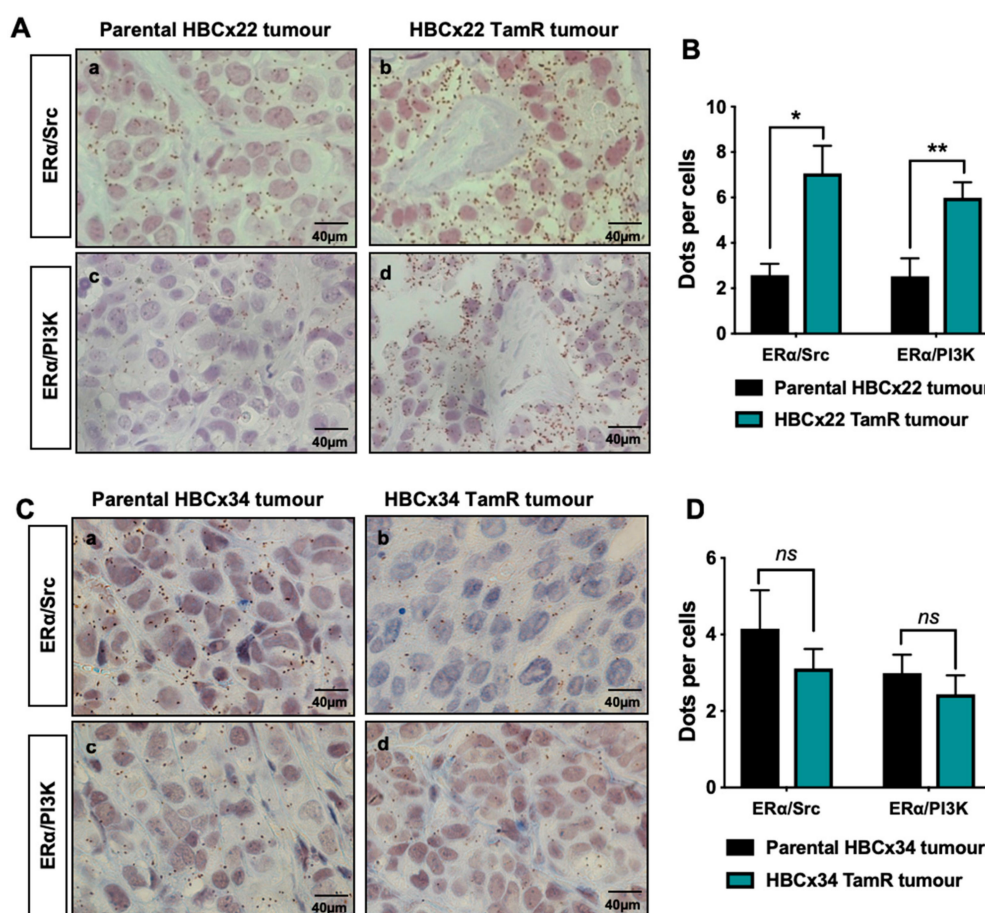 A
Parental HBCx22 tumour
HBCx22 TamR tumour
ERα/Src
a
40µm
b
40µm
ERα/PI3K
c
40µm
d
40µm
B
Dots per cells
10
8
6
4
2
0
*
**
ERα/Src
ERα/PI3K
Parental HBCx22 tumour
HBCx22 TamR tumour
C
Parental HBCx34 tumour
HBCx34 TamR tumour
ERα/Src
a
40µm
b
40µm
ERα/PI3K
c
40µm
d
40µm
D
Dots per cells
6
4
2
0
ns
ns
ERα/Src
ERα/PI3K
Parental HBCx34 tumour
HBCx34 TamR tumour